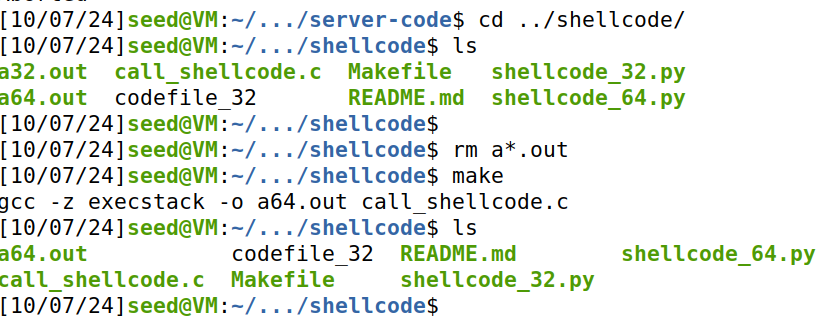 [10/07/24]seed@VM:~/.../server-code$ cd ../shellcode/
[10/07/24]seed@VM:~/.../shellcode$ ls
a32.out  call_shellcode.c  Makefile   shellcode_32.py
a64.out  codefile_32       README.md  shellcode_64.py
[10/07/24]seed@VM:~/.../shellcode$
[10/07/24]seed@VM:~/.../shellcode$ rm a*.out
[10/07/24]seed@VM:~/.../shellcode$ make
gcc -z execstack -o a64.out call_shellcode.c
[10/07/24]seed@VM:~/.../shellcode$ ls
a64.out           codefile_32  README.md        shellcode_64.py
call_shellcode.c  Makefile     shellcode_32.py
[10/07/24]seed@VM:~/.../shellcode$